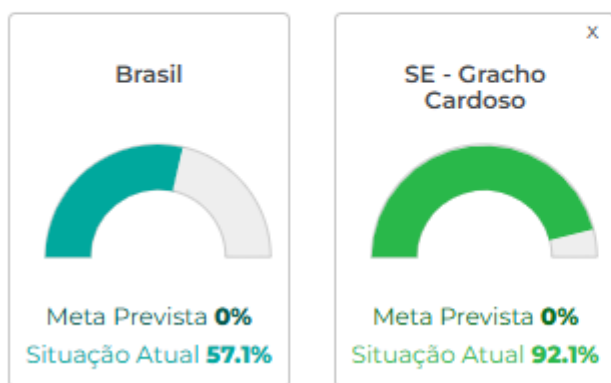 Brasil
Meta Prevista 0%
Situação Atual 57.1%
x
SE - Gracho
Cardoso
Meta Prevista 0%
Situação Atual 92.1%